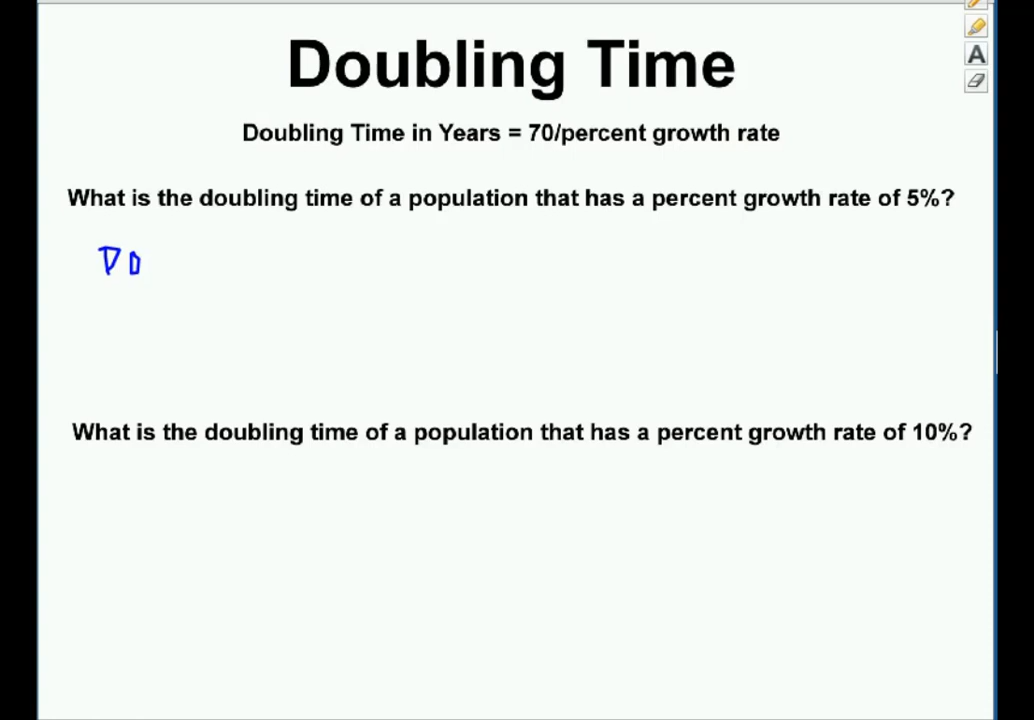 Doubling Time
Doubling Time in Years = 70/percent growth rate
What is the doubling time of a population that has a percent growth rate of 5%?
DO
What is the doubling time of a population that has a percent growth rate of 10%?
A